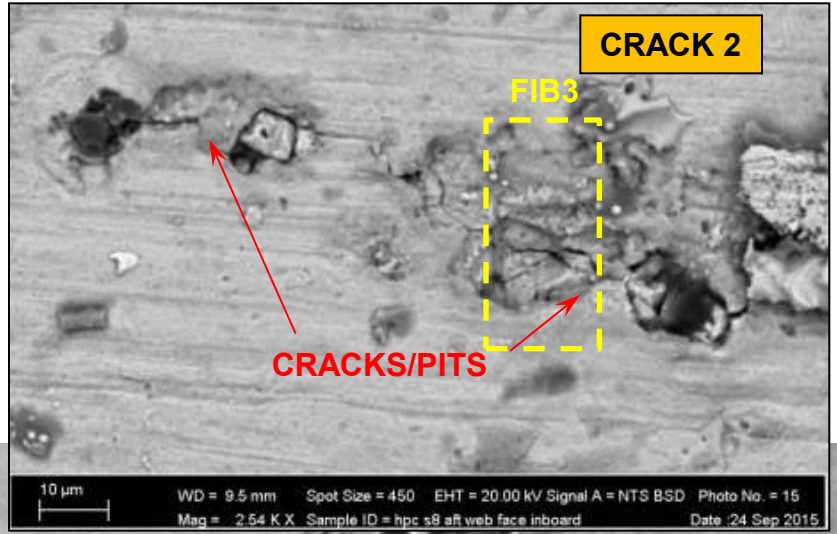 CRACK 2
FIB3
CRACKS/PITS
10 µm
WD = 9.5 mm Spot Size = 450 EHT = 20.00 kV Signal A = NTS BSD Photo No. = 15
Mag = 2.54 K X Sample ID = hpc s8 aft web face inboard Date :24 Sep 2015